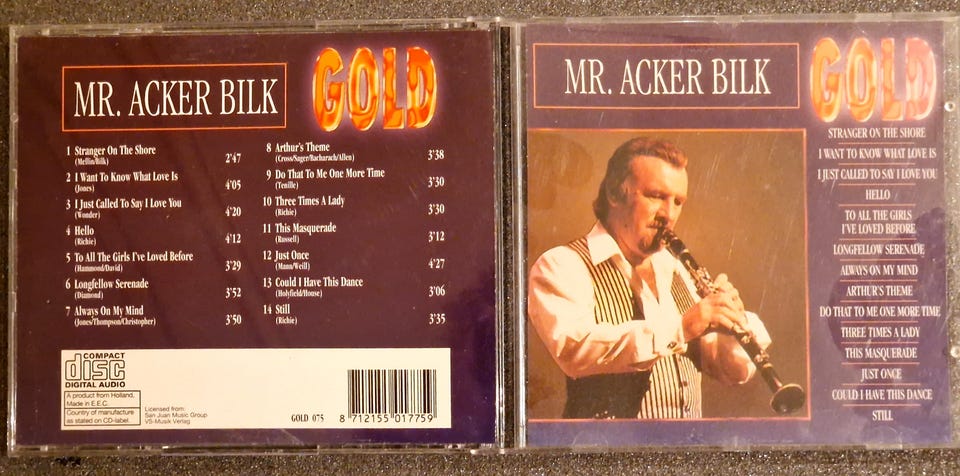 MR. ACKER BILK
GOLD
1 Stranger On The Shore
(Mellin/Bilk) 2'47
2 I Want To Know What Love Is
(Jones) 4'05
3 I Just Called To Say I Love You
(Wonder) 4'20
4 Hello
(Richie) 4'12
5 To All The Girls I've Loved Before
(Hammond/David) 3'29
6 Longfellow Serenade
(Diamond) 3'52
7 Always On My Mind
(Jones/Thompson/Christopher) 3'50
8 Arthur's Theme
(Cross/Sager/Bacharach/Allen) 3'38
9 Do That To Me One More Time
(Tenille) 3'30
10 Three Times A Lady
(Richie) 3'30
11 This Masquerade
(Russell) 3'12
12 Just Once
(Mann/Weill) 4'27
13 Could I Have This Dance
(Holyfield/House) 3'06
14 Still
(Richie) 3'35
COMPACT
disc
DIGITAL AUDIO
A product from Holland,
Made in E.E.C.
Country of manufacture
as stated on CD-label.
Licensed from:
San Juan Music Group
VS-Musik Verlag
GOLD 075
8 712155 017759
MR. ACKER BILK
GOLD
STRANGER ON THE SHORE
I WANT TO KNOW WHAT LOVE IS
I JUST CALLED TO SAY I LOVE YOU
HELLO
TO ALL THE GIRLS
I'VE LOVED BEFORE
LONGFELLOW SERENADE
ALWAYS ON MY MIND
ARTHUR'S THEME
DO THAT TO ME ONE MORE TIME
THREE TIMES A LADY
THIS MASQUERADE
JUST ONCE
COULD I HAVE THIS DANCE
STILL